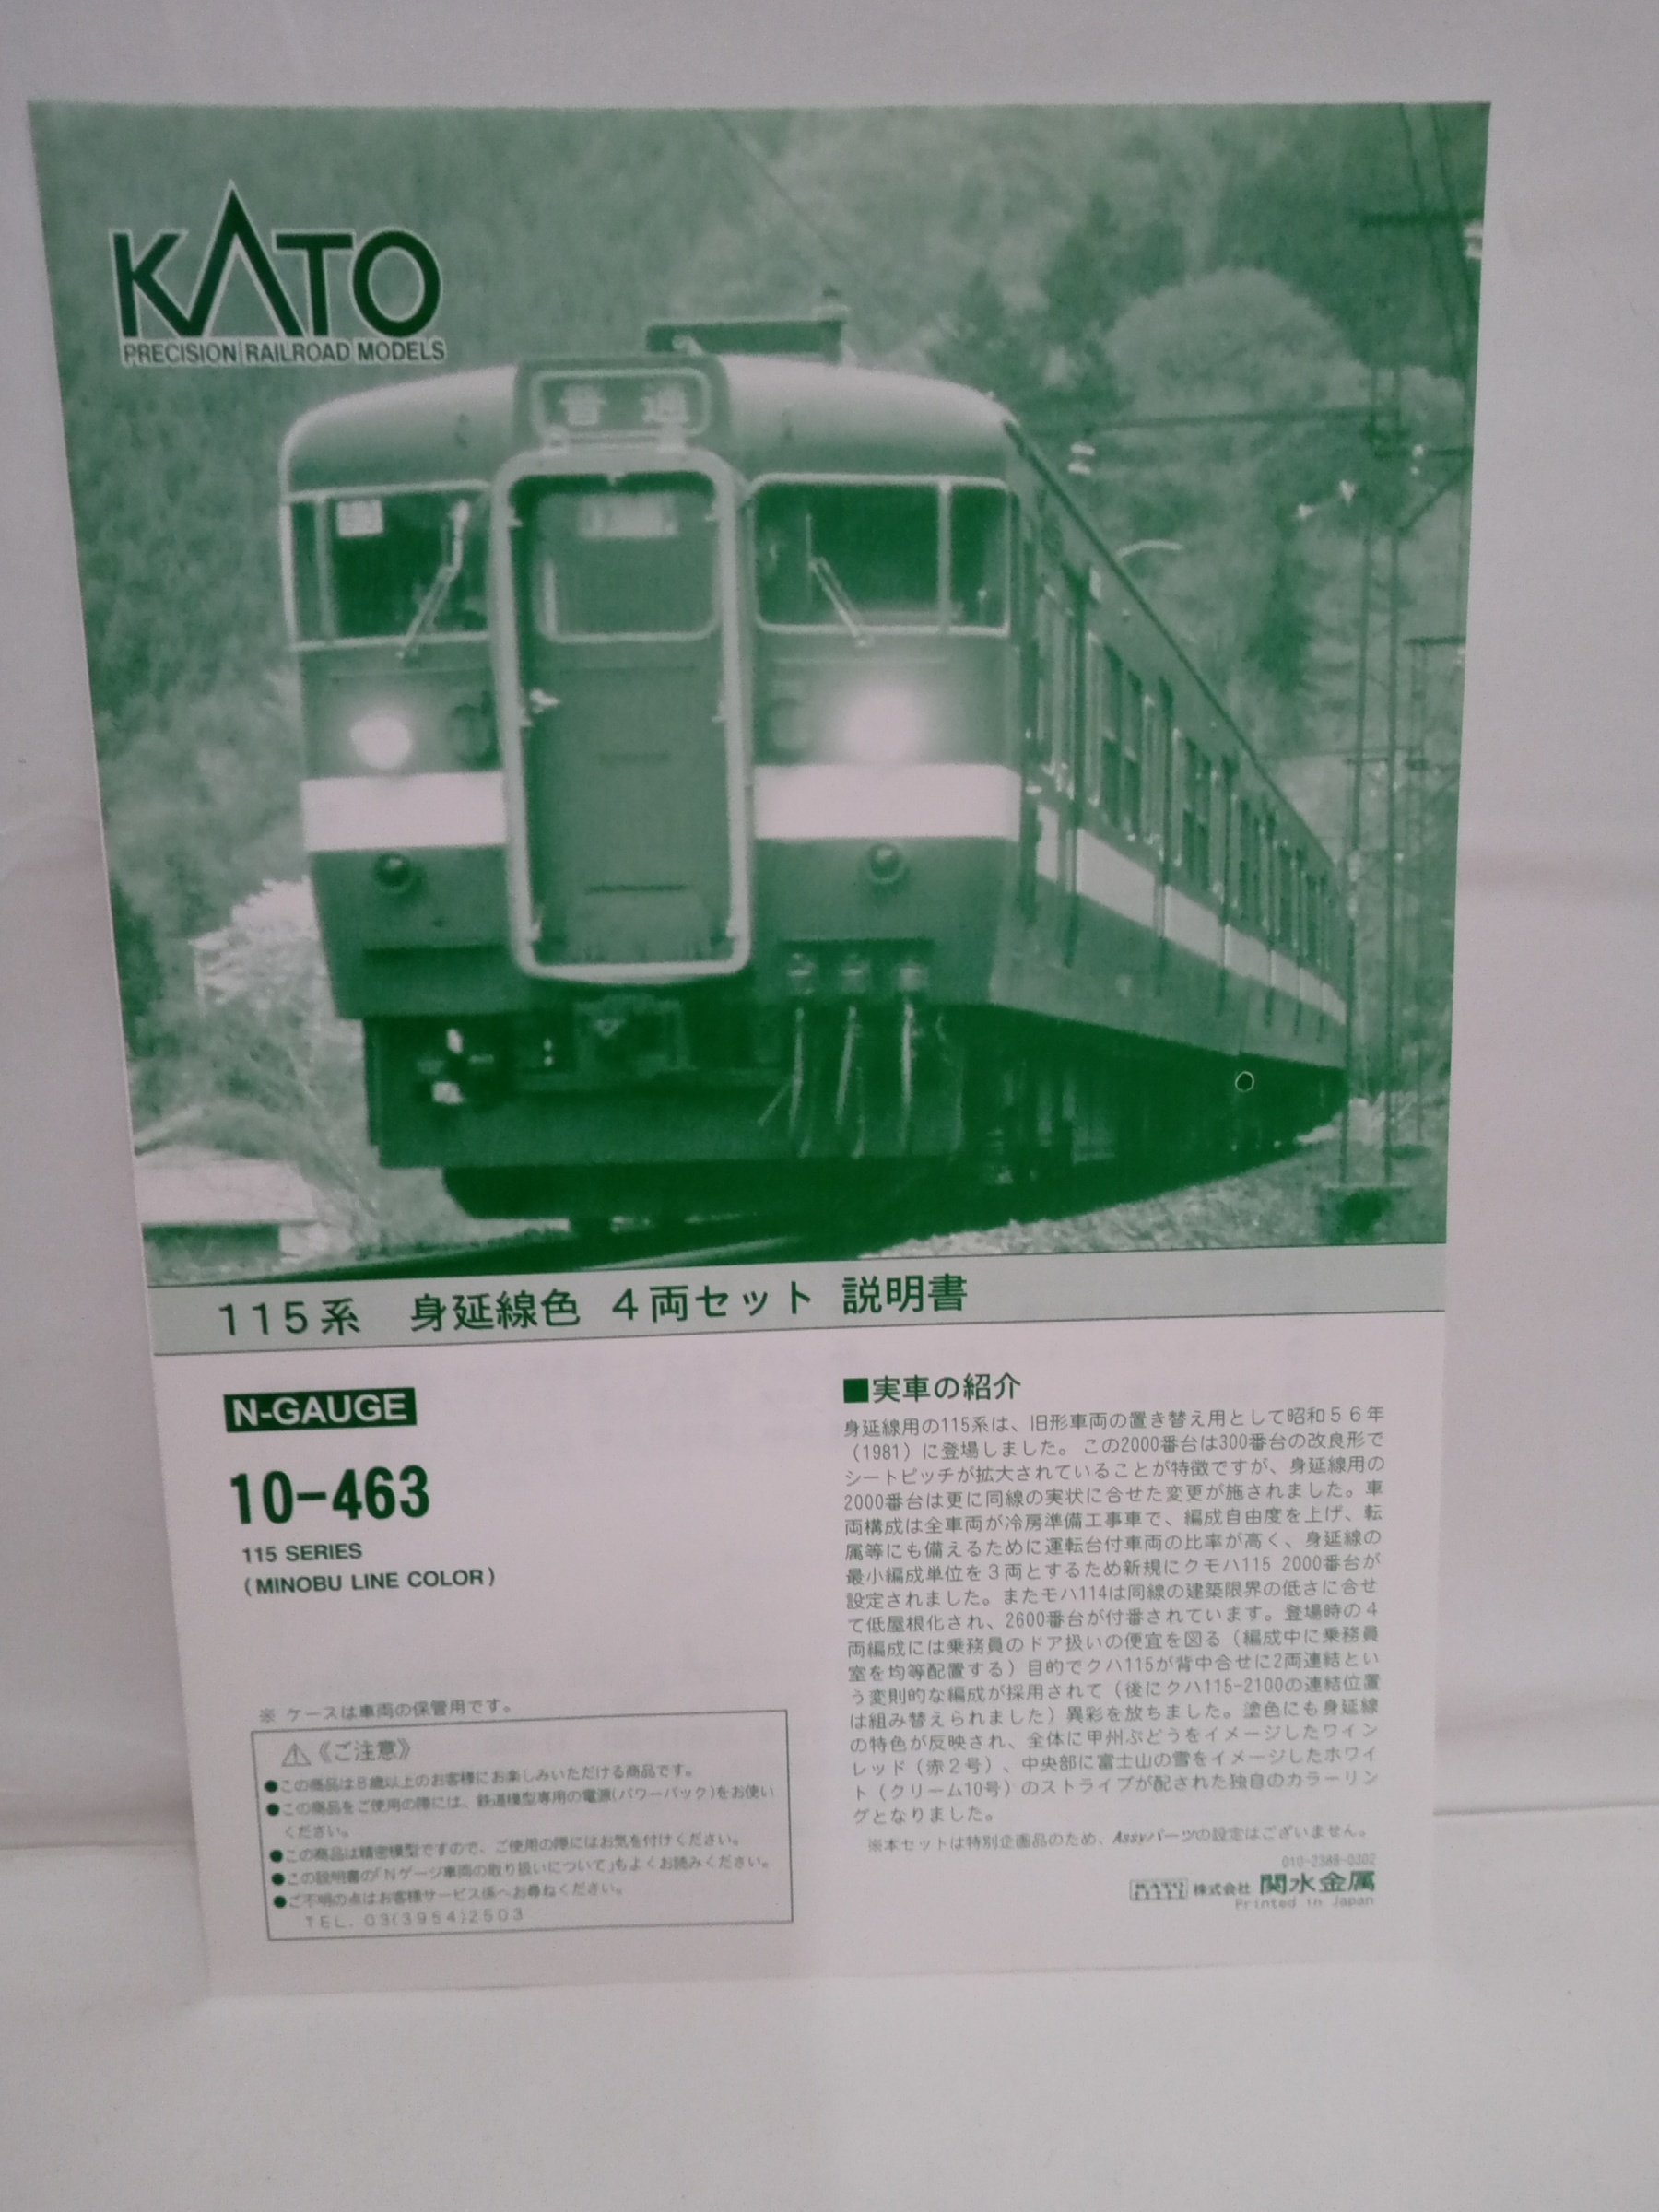 KATO
PRECISION RAILROAD MODELS
普通
115系 身延線色 4両セット 説明書
N-GAUGE
10-463
115 SERIES
(MINOBU LINE COLOR)
※ ケースは車両の保管用です。
⚠《ご注意》
●この商品は8歳以上のお客様にお楽しみいただける商品です。
●この商品をご使用の際には、鉄道模型専用の電源(パワーパック)をお使い
ください。
●この商品は精密模型ですので、ご使用の際にはお気を付けください。
●この説明書の「Nゲージ車両の取り扱いについて」もよくお読みください。
●ご不明の点はお客様サービス係へお尋ねください。
TEL. 03(3954)2503
■実車の紹介
身延線用の115系は、旧形車両の置き替え用として昭和56年
(1981)に登場しました。この2000番台は300番台の改良形で
シートピッチが拡大されていることが特徴ですが、身延線用の
2000番台は更に同線の実状に合せた変更が施されました。車
両構成は全車両が冷房準備工事車で、編成自由度を上げ、転
属等にも備えるために運転台付車両の比率が高く、身延線の
最小編成単位を3両とするため新規にクモハ115 2000番台が
設定されました。またモハ114は同線の建築限界の低さに合せ
て低屋根化され、2600番台が付番されています。登場時の4
両編成には乗務員のドア扱いの便宜を図る(編成中に乗務員
室を均等配置する)目的でクハ115が背中合せに2両連結とい
う変則的な編成が採用されて(後にクハ115-2100の連結位置
は組み替えられました)異彩を放ちました。塗色にも身延線
の特色が反映され、全体に甲州ぶどうをイメージしたワイン
レッド(赤2号)、中央部に富士山の雪をイメージしたホワイ
ト(クリーム10号)のストライプが配された独自のカラーリン
グとなりました。
※本セットは特別企画品のため、Assyパーツの設定はございません。
010-2388-0302
KATO 株式会社 関水金属
Printed in Japan